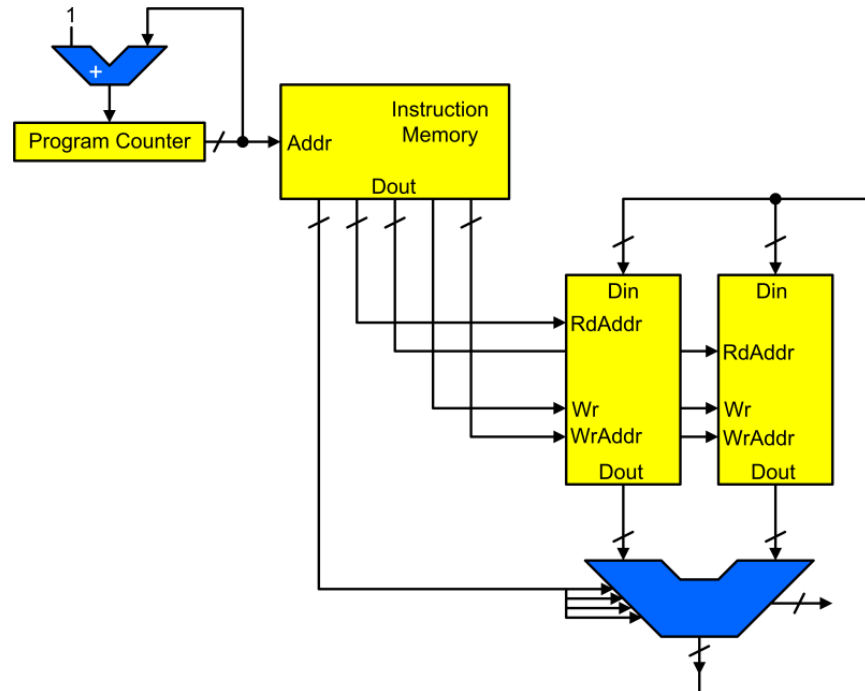 1
+
Program Counter
Instruction
Memory
Addr
Dout
Din
RdAddr
Wr
WrAddr
Dout
Din
RdAddr
Wr
WrAddr
Dout